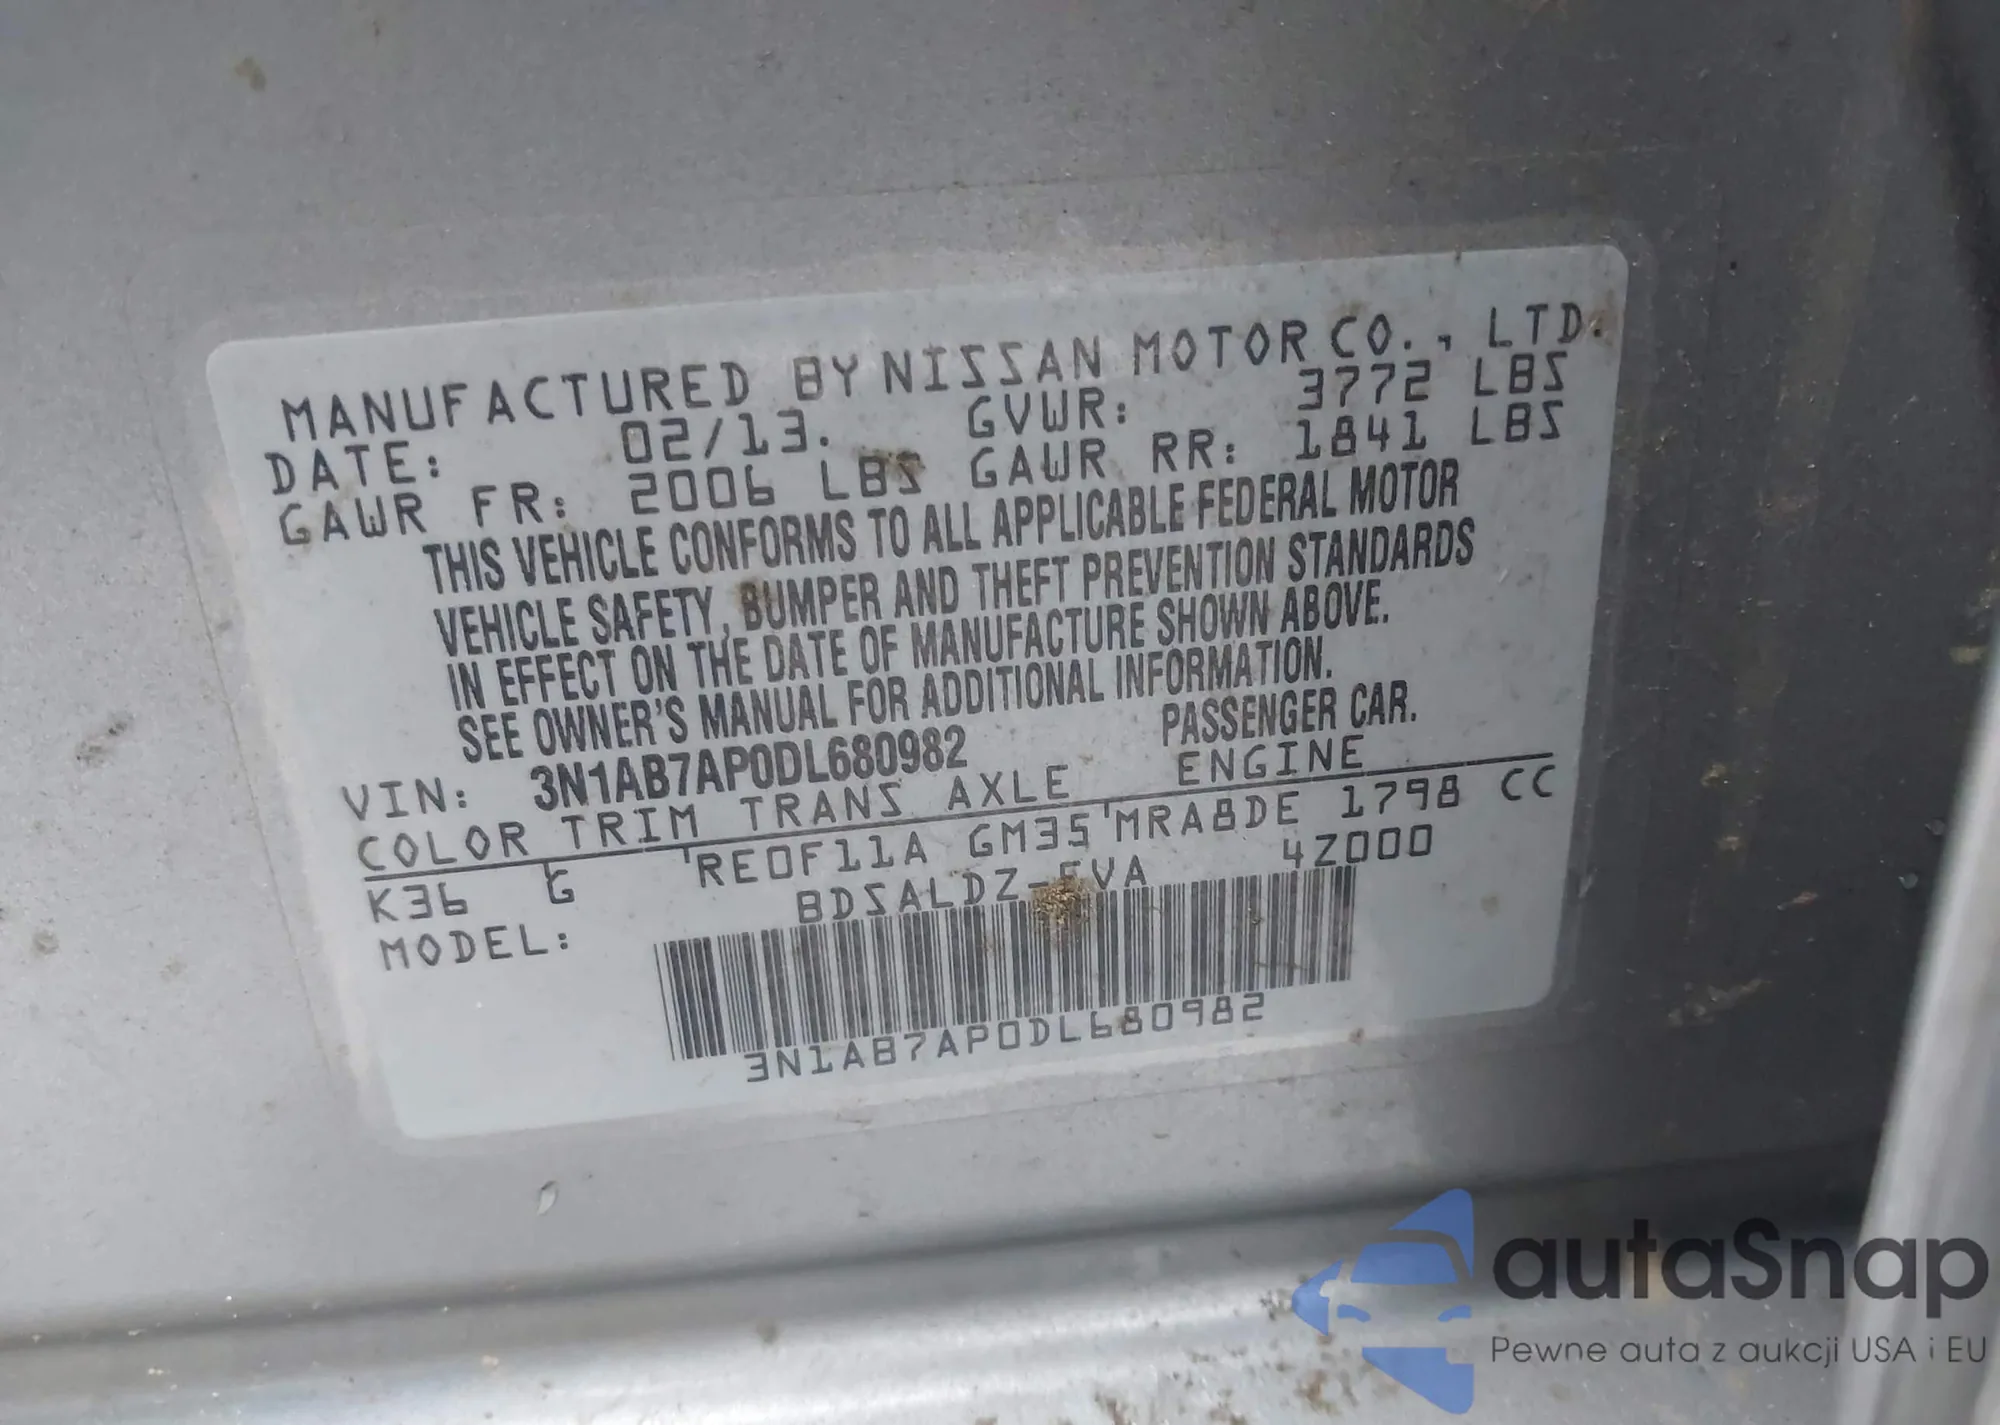 MANUFACTURED BY NISSAN MOTOR CO., LTD.
DATE: 02/13. GVWR: 3772 LBS
GAWR FR: 2006 LBS GAWR RR: 1841 LBS
THIS VEHICLE CONFORMS TO ALL APPLICABLE FEDERAL MOTOR
VEHICLE SAFETY, BUMPER AND THEFT PREVENTION STANDARDS
IN EFFECT ON THE DATE OF MANUFACTURE SHOWN ABOVE.
SEE OWNER'S MANUAL FOR ADDITIONAL INFORMATION.
VIN: 3N1AB7AP0DL680982 PASSENGER CAR.
COLOR TRIM TRANS AXLE ENGINE
K36 G RE0F11A GM35 MRA8DE 1798 CC
MODEL: BDSALDZ-EVA 4Z000
3N1AB7AP0DL680982
autaSnap
Pewne auta z aukcji USA i EU